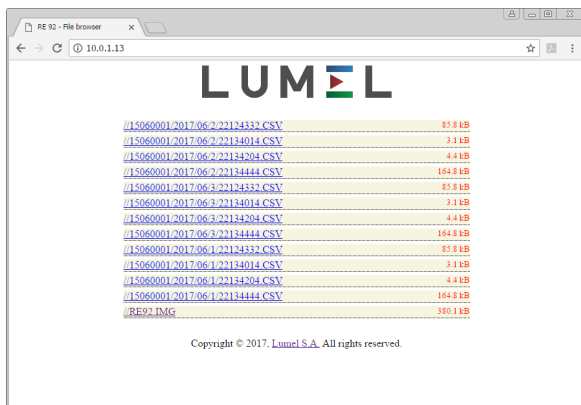 RE 92 - File browser
10.0.1.13
LUMEL
//15060001/2017/06/2/22124332.CSV 85.8 kB
//15060001/2017/06/2/22134014.CSV 3.1 kB
//15060001/2017/06/2/22134204.CSV 4.4 kB
//15060001/2017/06/2/22134444.CSV 164.8 kB
//15060001/2017/06/3/22124332.CSV 85.8 kB
//15060001/2017/06/3/22134014.CSV 3.1 kB
//15060001/2017/06/3/22134204.CSV 4.4 kB
//15060001/2017/06/3/22134444.CSV 164.8 kB
//15060001/2017/06/1/22124332.CSV 85.8 kB
//15060001/2017/06/1/22134014.CSV 3.1 kB
//15060001/2017/06/1/22134204.CSV 4.4 kB
//15060001/2017/06/1/22134444.CSV 164.8 kB
//RE92.IMG 380.1 kB
Copyright © 2017, Lumel S.A. All rights reserved.